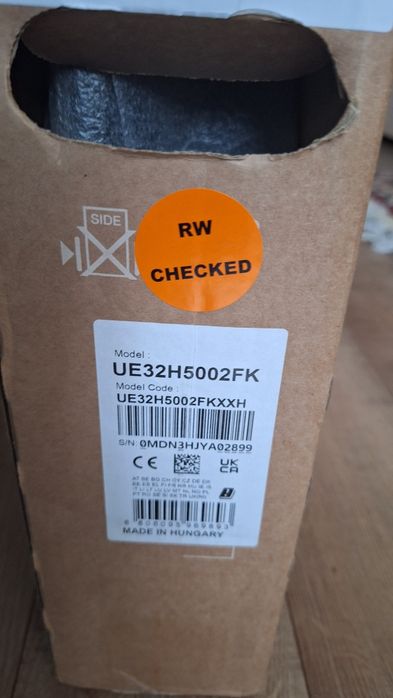 SIDE
RW
CHECKED
Model :
UE32H5002FK
Model Code :
UE32H5002FKXXH
S/N: 0MDN3HJYA02899
CE UK CA
MADE IN HUNGARY